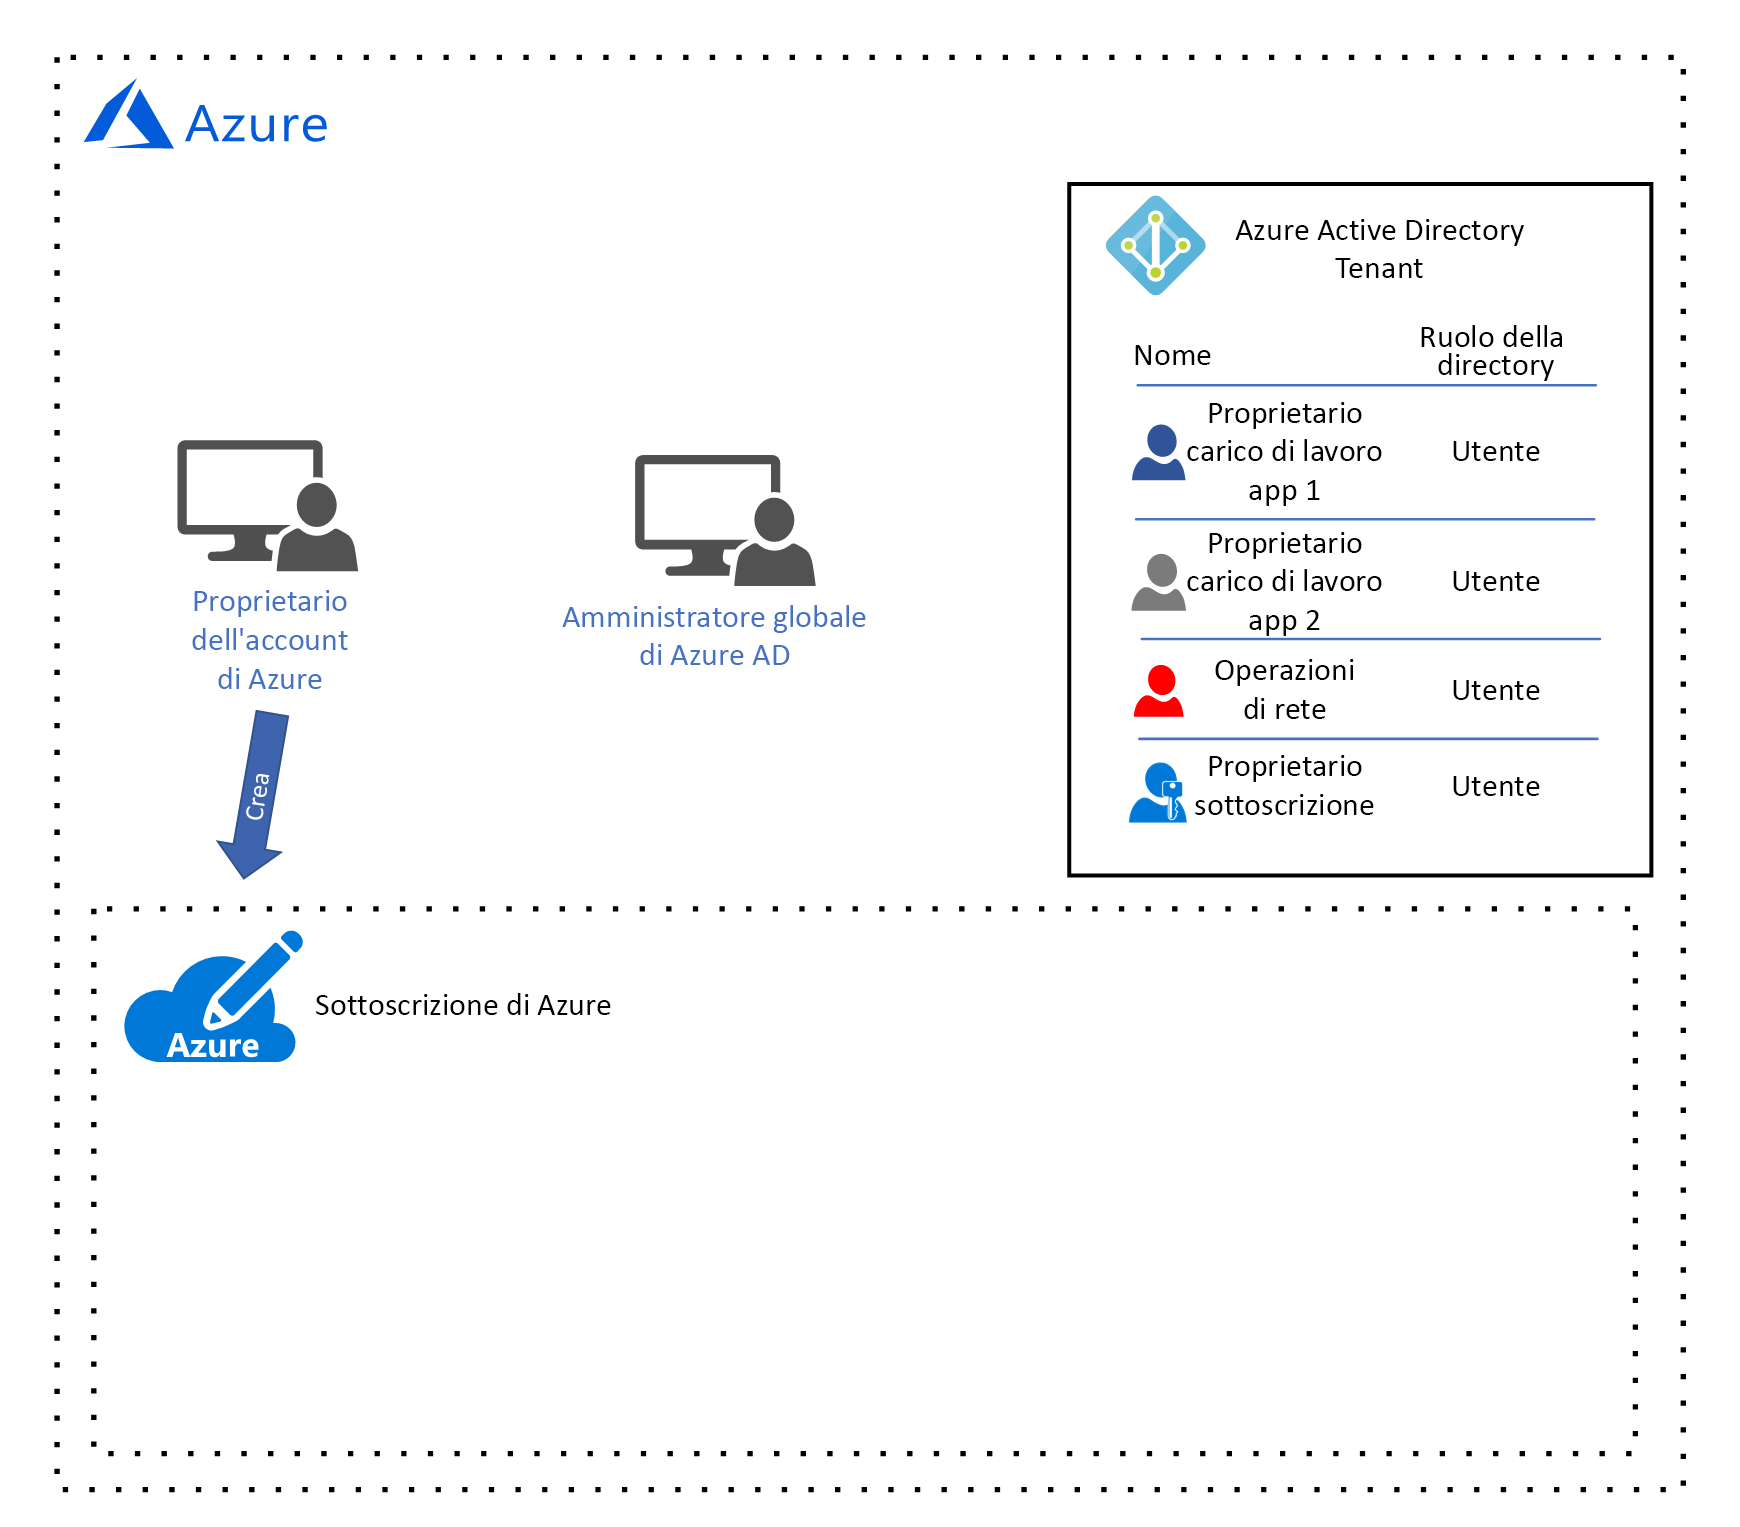 Azure
Azure Active Directory
Tenant
Nome
Ruolo della
directory
Proprietario
carico di lavoro
app 1
Utente
Proprietario
carico di lavoro
app 2
Utente
Operazioni
di rete
Utente
Proprietario
sottoscrizione
Utente
Proprietario
dell'account
di Azure
Amministratore globale
di Azure AD
Crea
Azure
Sottoscrizione di Azure